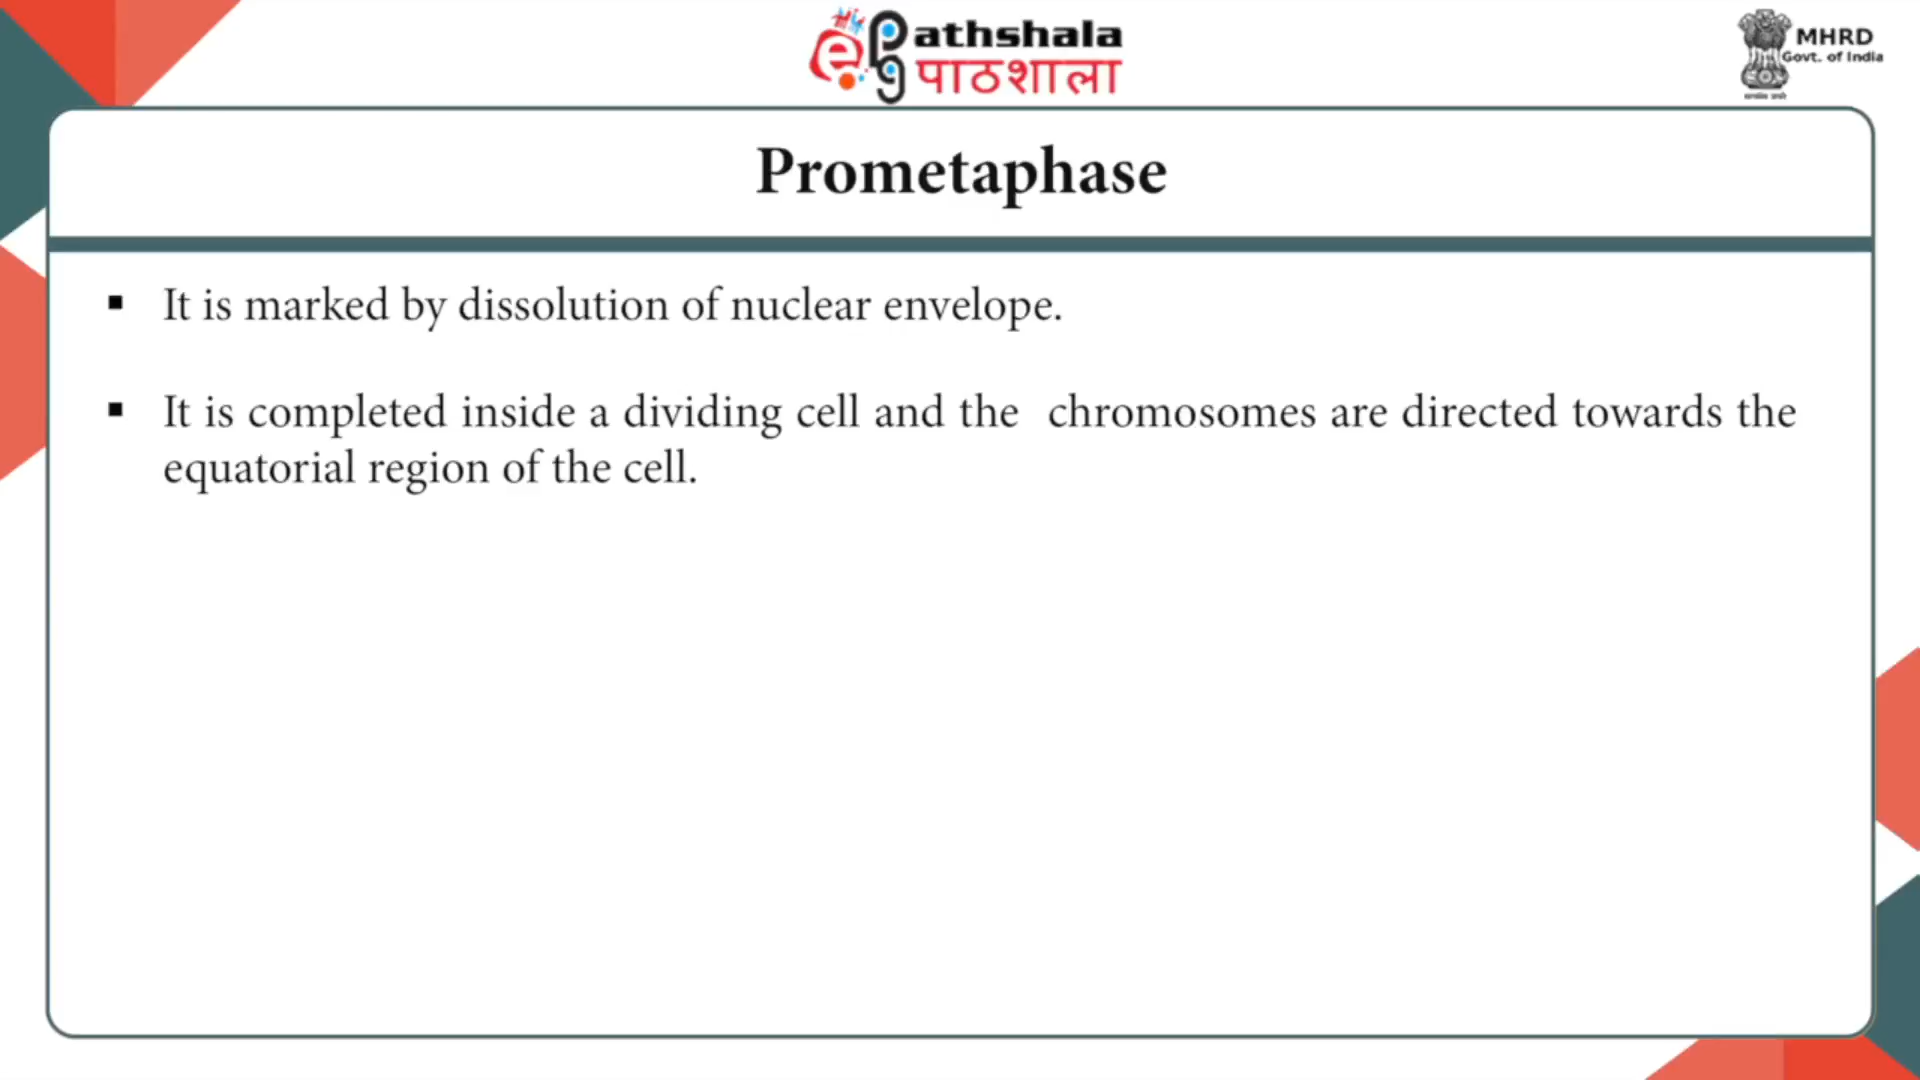 e PG Pathshala
पाठशाला
MHRD
Govt. of India
Prometaphase
▪ It is marked by dissolution of nuclear envelope.
▪ It is completed inside a dividing cell and the chromosomes are directed towards the
equatorial region of the cell.